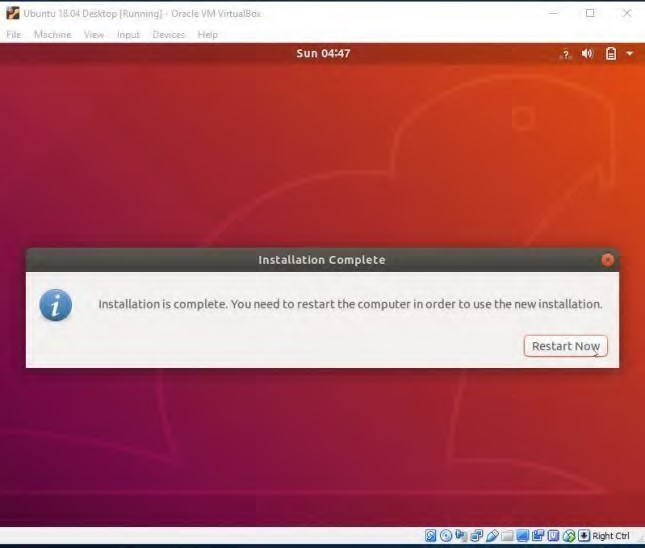 Ubuntu 18.04 Desktop [Running] - Oracle VM VirtualBox
File Machine View Input Devices Help
Sun 04:47
Installation Complete
Installation is complete. You need to restart the computer in order to use the new installation.
Restart Now
Right Ctrl